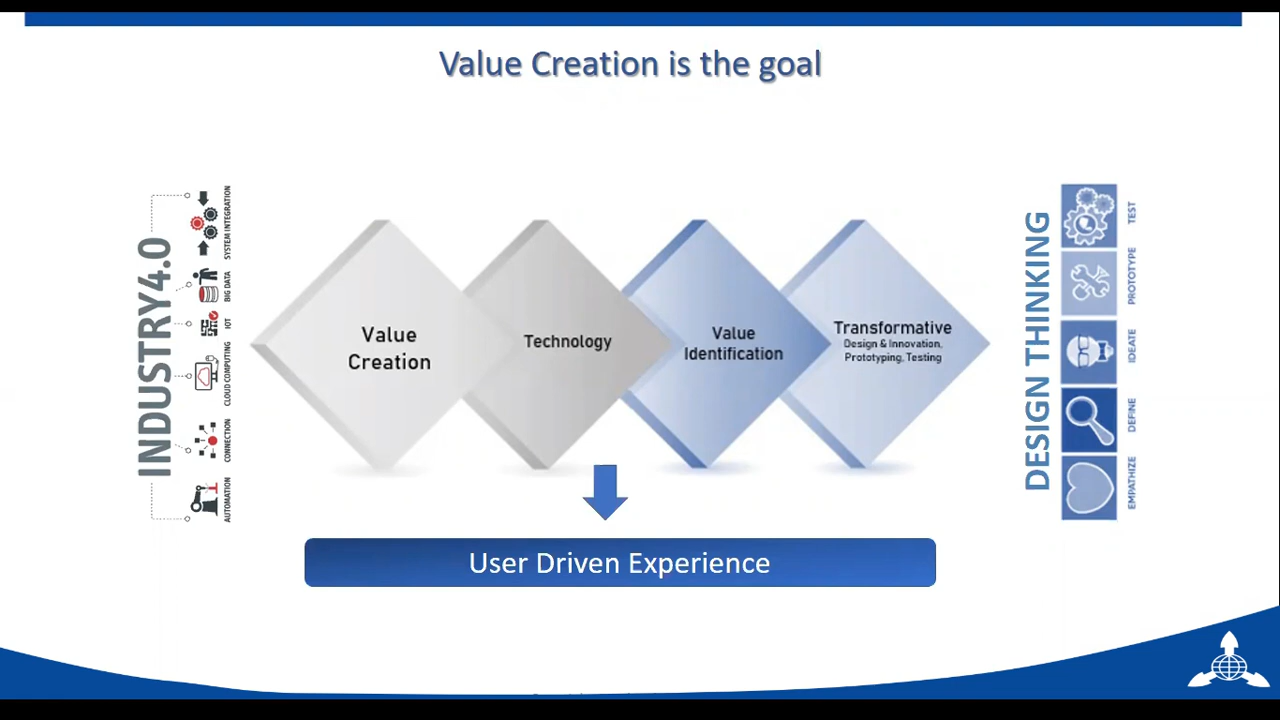 Value Creation is the goal
INDUSTRY4.0
SYSTEM INTEGRATION
BIG DATA
IOT
CLOUD COMPUTING
CONNECTION
AUTOMATION
Value
Creation
Technology
Value
Identification
Transformative
Design & Innovation,
Prototyping, Testing
DESIGN THINKING
TEST
PROTOTYPE
IDEATE
DEFINE
EMPATHIZE
User Driven Experience